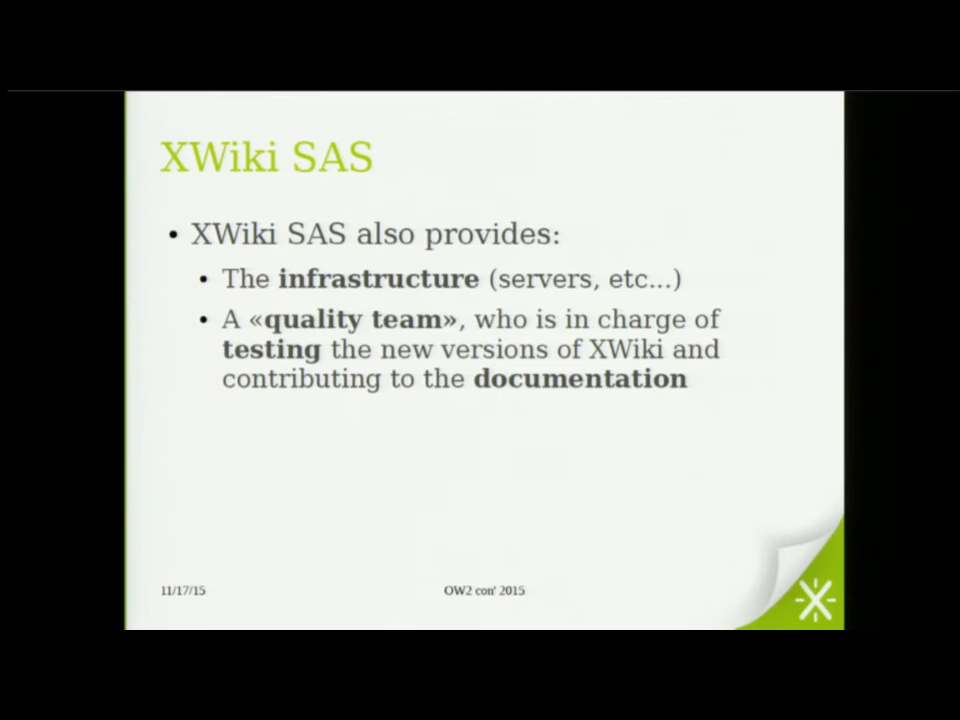 XWiki SAS
• XWiki SAS also provides:
• The infrastructure (servers, etc...)
• A «quality team», who is in charge of
testing the new versions of XWiki and
contributing to the documentation
11/17/15
OW2 con' 2015